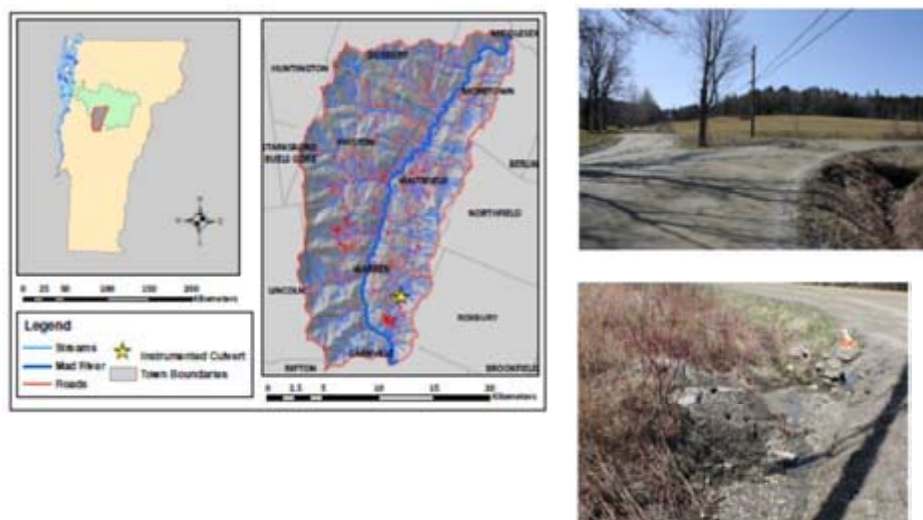 MIDDLESEX
DUXBURY
HUNTINGTON
MORETOWN
FAYSTON
STARKSBORO
BUELS GORE
BERLIN
WAITSFIELD
NORTHFIELD
WARREN
LINCOLN
ROXBURY
GRANVILLE
RIPTON
BROOKFIELD
N
S
0 25 50 100 150 200
Kilometers
0 2.5 5 10 15 20
Kilometers
Legend
Streams
Mad River
Roads
Instrumented Culvert
Town Boundaries